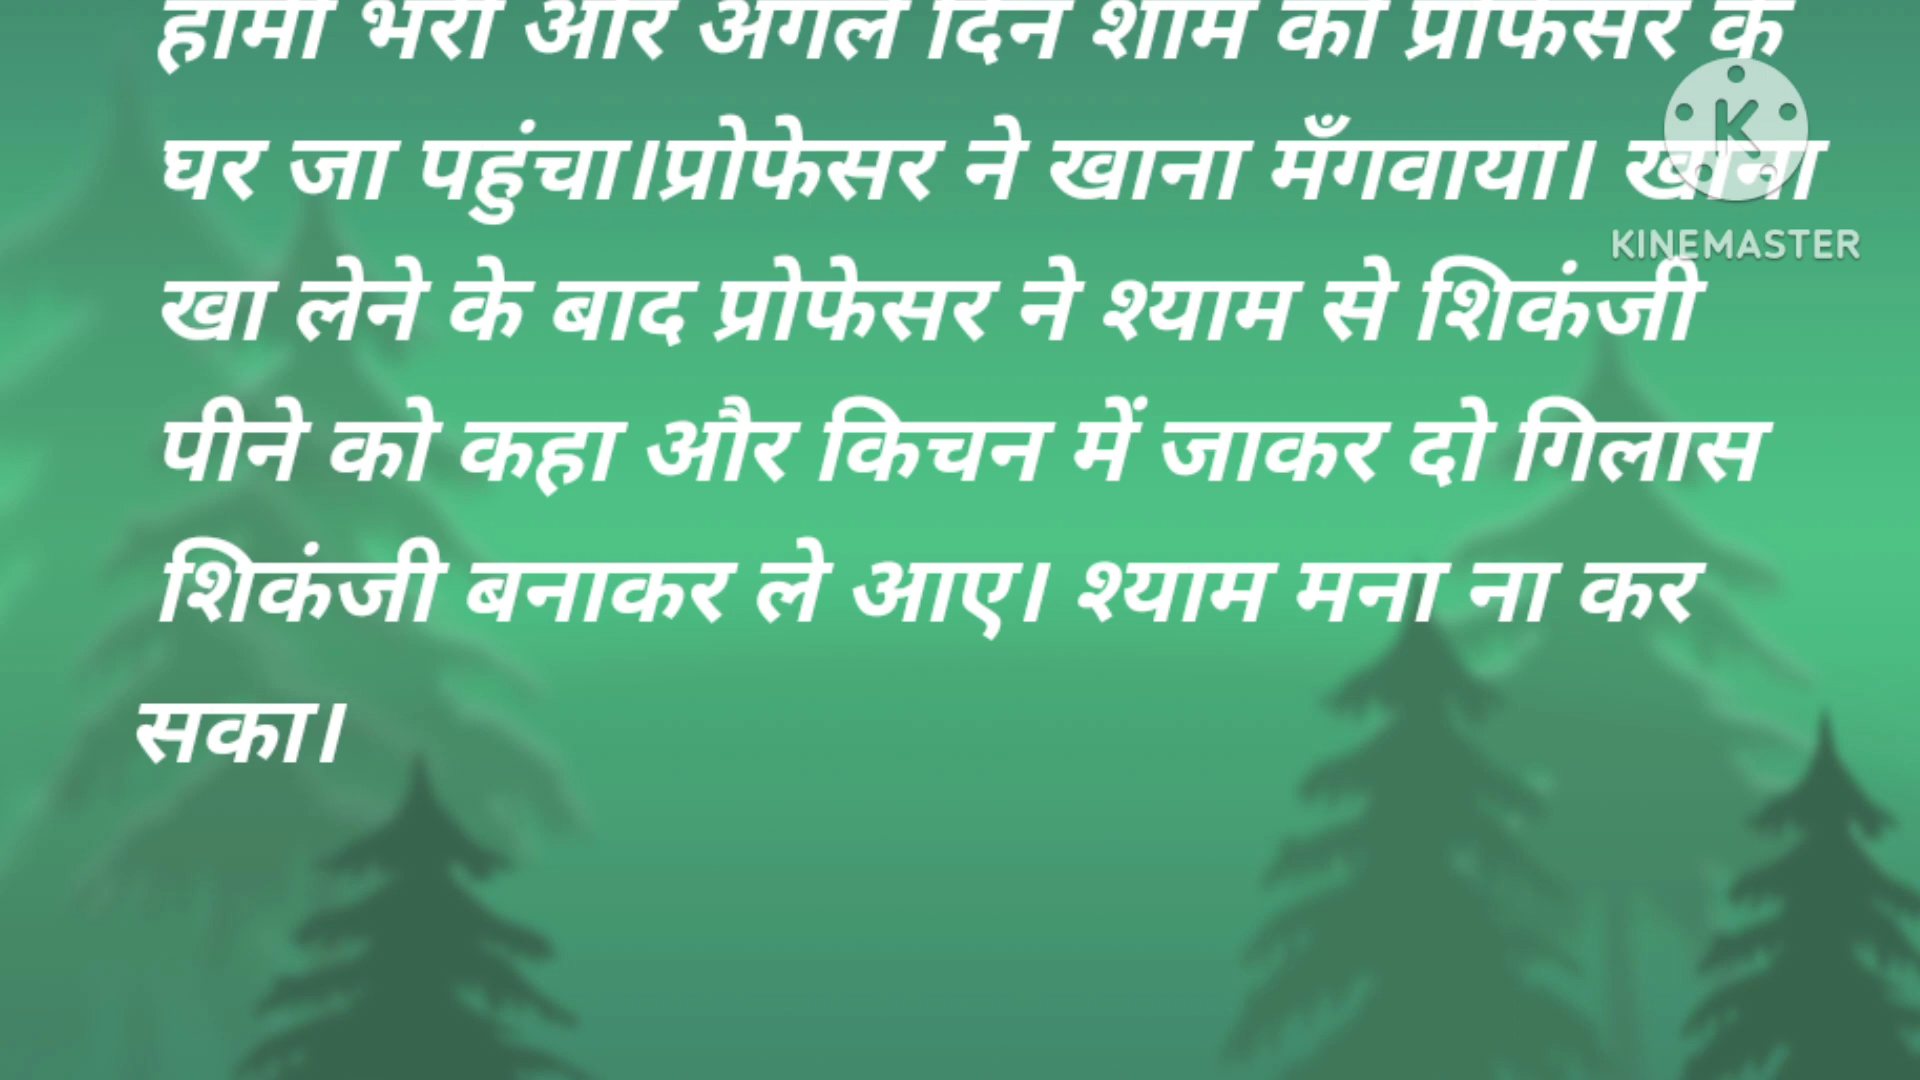 हामी भरी और अगले दिन शाम को प्रोफेसर के
घर जा पहुंचा।प्रोफेसर ने खाना मँगवाया। खाना
KINEMASTER
खा लेने के बाद प्रोफेसर ने श्याम से शिकंजी
पीने को कहा और किचन में जाकर दो गिलास
शिकंजी बनाकर ले आए। श्याम मना ना कर
सका।